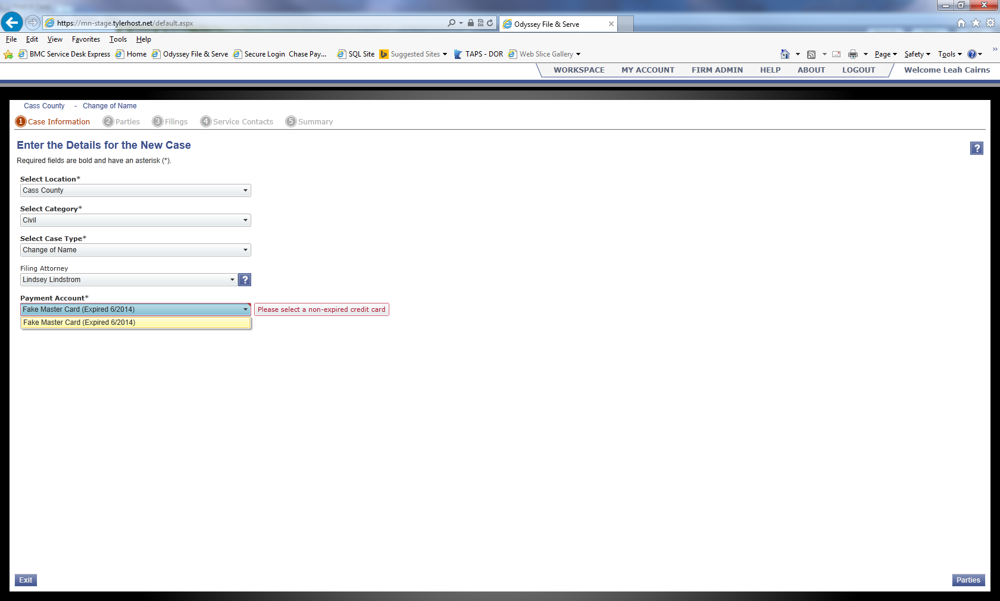 https://mn-stage.tylerhost.net/default.aspx
Odyssey File & Serve
File Edit View Favorites Tools Help
BMC Service Desk Express Home Odyssey File & Serve Secure Login Chase Pay... SQL Site Suggested Sites TAPS - DOR Web Slice Gallery Page Safety Tools
WORKSPACE MY ACCOUNT FIRM ADMIN HELP ABOUT LOGOUT Welcome Leah Cairns
Cass County - Change of Name
1 Case Information 2 Parties 3 Filings 4 Service Contacts 5 Summary
Enter the Details for the New Case
?
Required fields are bold and have an asterisk (*).
Select Location*
Cass County
Select Category*
Civil
Select Case Type*
Change of Name
Filing Attorney
Lindsey Lindstrom ?
Payment Account*
Fake Master Card (Expired 6/2014) Please select a non-expired credit card
Fake Master Card (Expired 6/2014)
Exit Parties